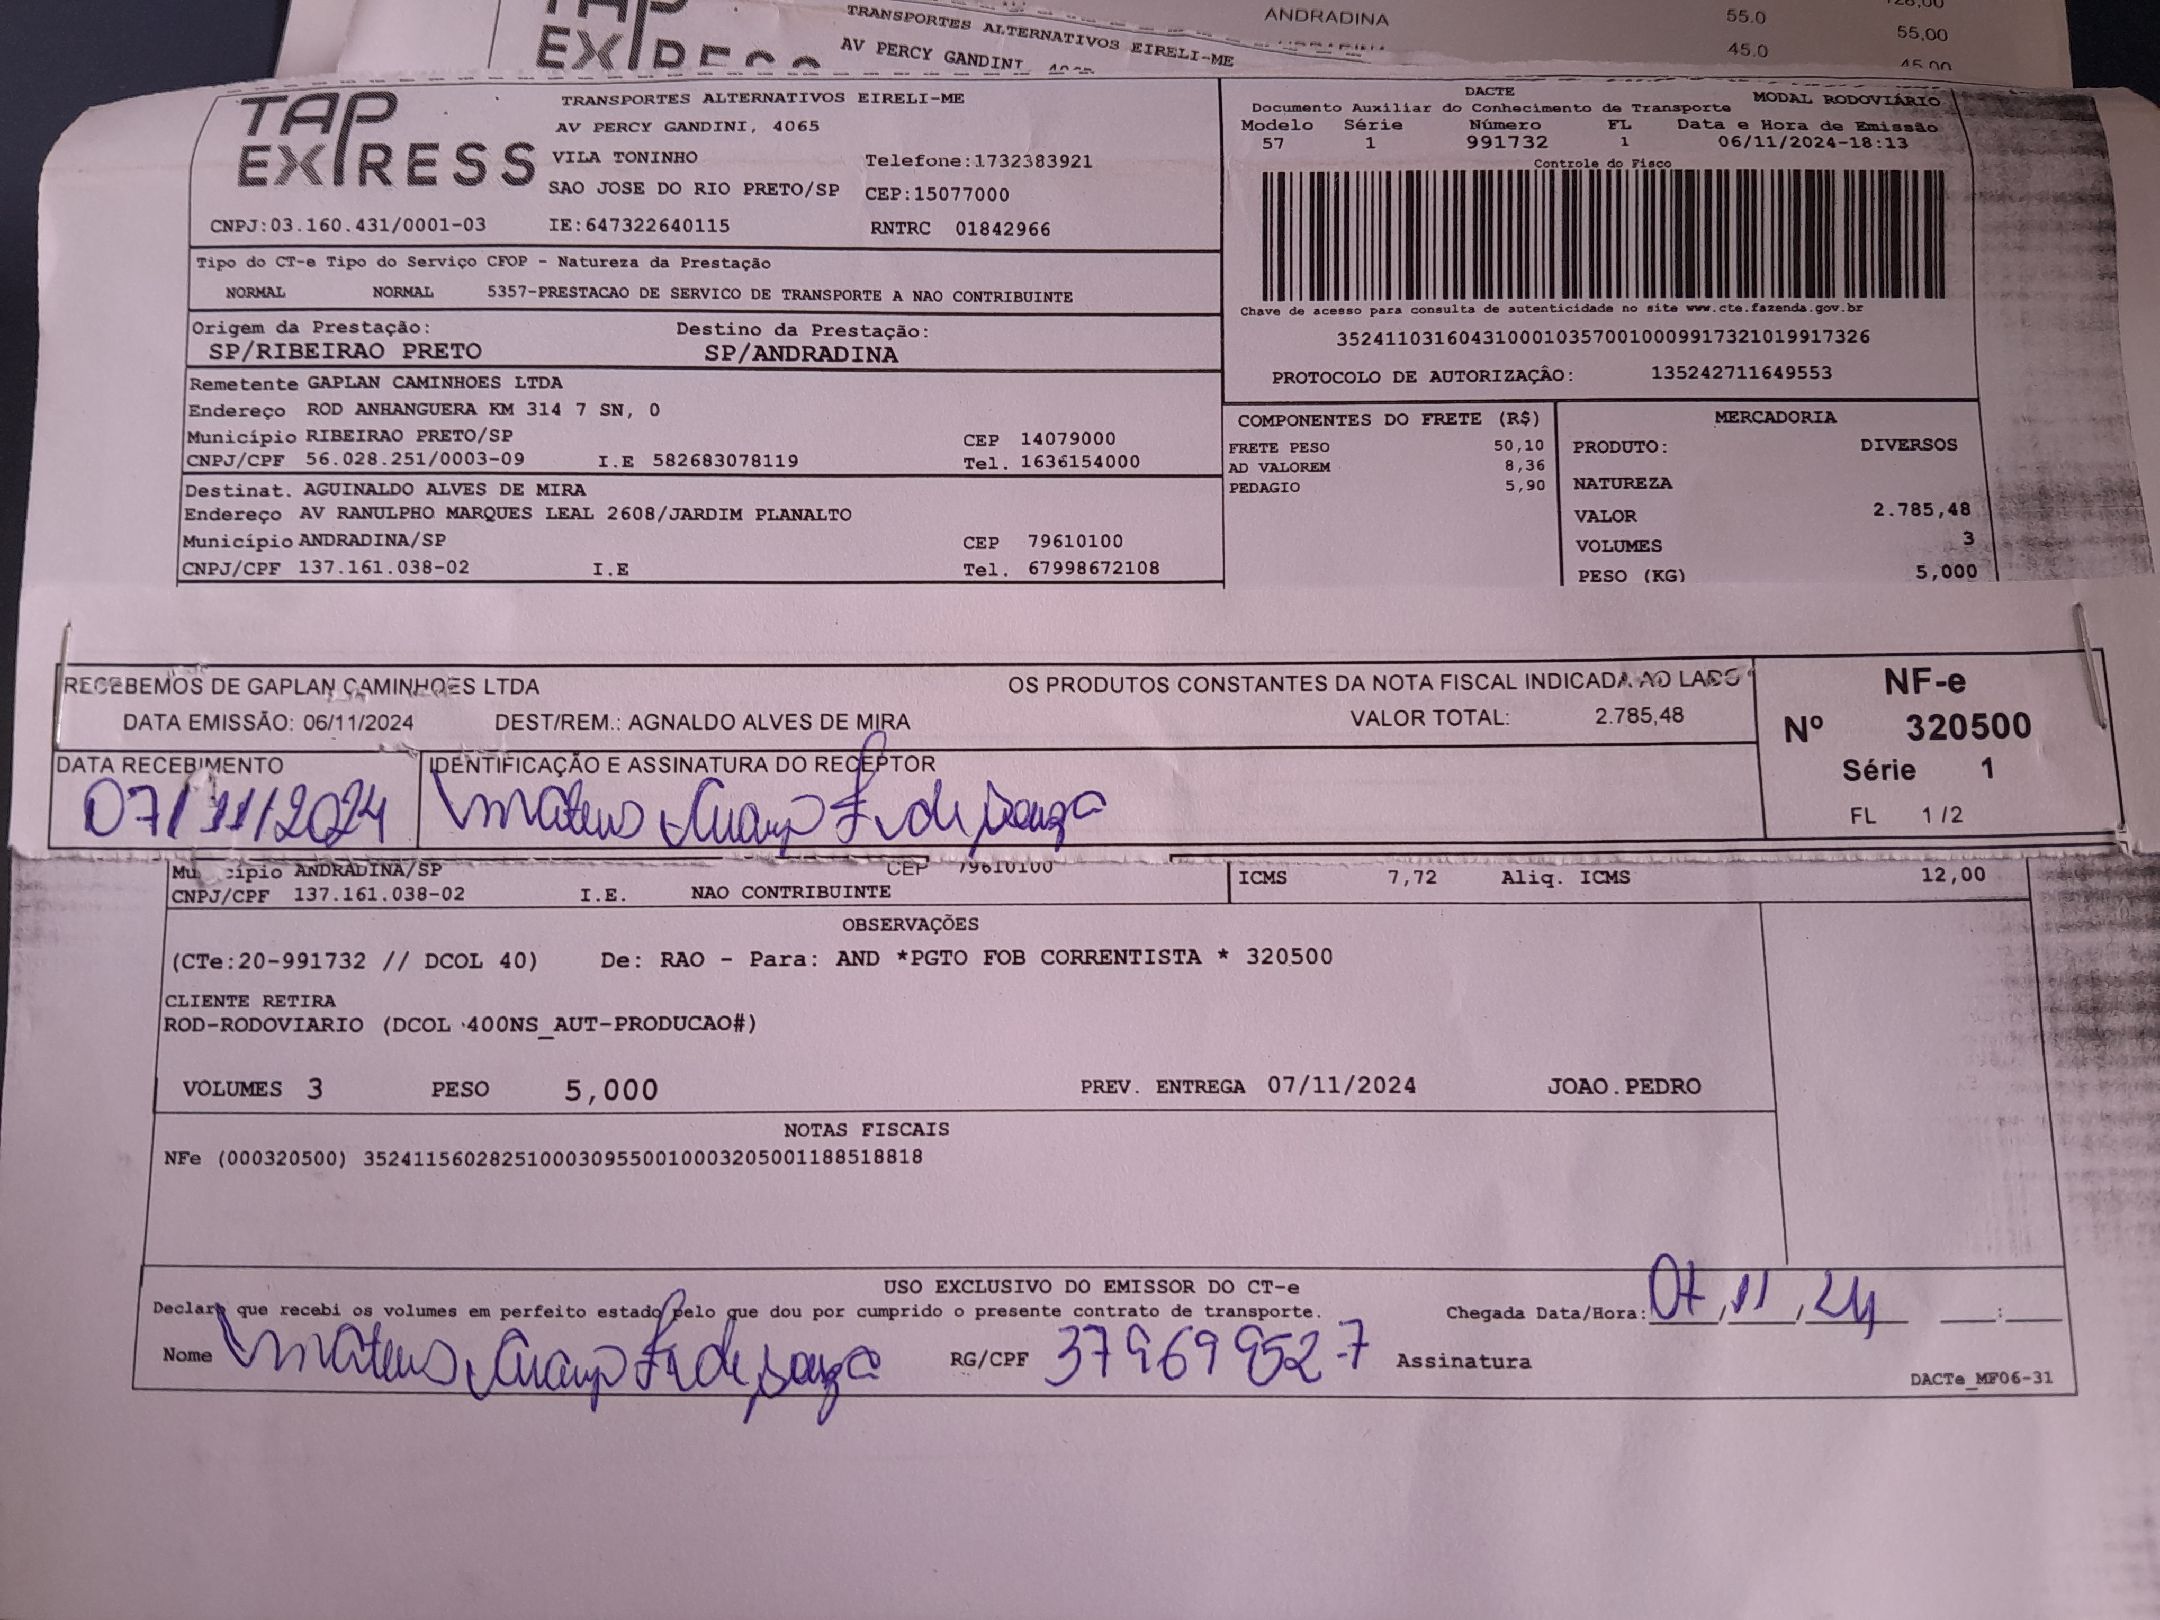 ANDRADINA 55.0 55,00
45.0 45,00
TAP EXPRESS
TRANSPORTES ALTERNATIVOS EIRELI-ME
AV PERCY GANDINI
TAP EXPRESS
TRANSPORTES ALTERNATIVOS EIRELI-ME
AV PERCY GANDINI, 4065
VILA TONINHO Telefone:1732383921
SAO JOSE DO RIO PRETO/SP CEP:15077000
CNPJ:03.160.431/0001-03 IE:647322640115 RNTRC 01842966
DACTE
Documento Auxiliar do Conhecimento de Transporte MODAL RODOVIÁRIO
Modelo Série Número FL Data e Hora de Emissão
57 1 991732 1 06/11/2024-18:13
Controle do Fisco
Chave de acesso para consulta de autenticidade no site www.cte.fazenda.gov.br
35241103160431000103570010009917321019917326
PROTOCOLO DE AUTORIZAÇÂO: 135242711649553
Tipo do CT-e Tipo do Serviço CFOP - Natureza da Prestação
NORMAL NORMAL 5357-PRESTACAO DE SERVICO DE TRANSPORTE A NAO CONTRIBUINTE
Origem da Prestação: Destino da Prestação:
SP/RIBEIRAO PRETO SP/ANDRADINA
Remetente GAPLAN CAMINHOES LTDA
Endereço ROD ANHANGUERA KM 314 7 SN, 0
Município RIBEIRAO PRETO/SP CEP 14079000
CNPJ/CPF 56.028.251/0003-09 I.E 582683078119 Tel. 1636154000
Destinat. AGUINALDO ALVES DE MIRA
Endereço AV RANULPHO MARQUES LEAL 2608/JARDIM PLANALTO
Município ANDRADINA/SP CEP 79610100
CNPJ/CPF 137.161.038-02 I.E Tel. 67998672108
COMPONENTES DO FRETE (R$)
FRETE PESO 50,10
AD VALOREM 8,36
PEDAGIO 5,90
MERCADORIA
PRODUTO: DIVERSOS
NATUREZA
VALOR 2.785,48
VOLUMES 3
PESO (KG) 5,000
RECEBEMOS DE GAPLAN CAMINHOES LTDA OS PRODUTOS CONSTANTES DA NOTA FISCAL INDICADA AO LADO
DATA EMISSÃO: 06/11/2024 DEST/REM.: AGNALDO ALVES DE MIRA VALOR TOTAL: 2.785,48
DATA RECEBIMENTO IDENTIFICAÇÃO E ASSINATURA DO RECEPTOR
07/11/2024 Mateus de Souza
NF-e
Nº 320500
Série 1
FL 1/2
Município ANDRADINA/SP CEP 79610100
CNPJ/CPF 137.161.038-02 I.E. NAO CONTRIBUINTE
ICMS 7,72 Aliq. ICMS 12,00
OBSERVAÇÕES
(CTe:20-991732 // DCOL 40) De: RAO - Para: AND *PGTO FOB CORRENTISTA * 320500
CLIENTE RETIRA
ROD-RODOVIARIO (DCOL 400NS_AUT-PRODUCAO#)
VOLUMES 3 PESO 5,000 PREV. ENTREGA 07/11/2024 JOAO.PEDRO
NOTAS FISCAIS
NFe (000320500) 35241156028251000309550010003205001188518818
USO EXCLUSIVO DO EMISSOR DO CT-e
Declaro que recebi os volumes em perfeito estado pelo que dou por cumprido o presente contrato de transporte. Chegada Data/Hora: 07/11/24 __:__
Nome Mateus de Souza RG/CPF 37969952-7 Assinatura
DACTe_MF06-31